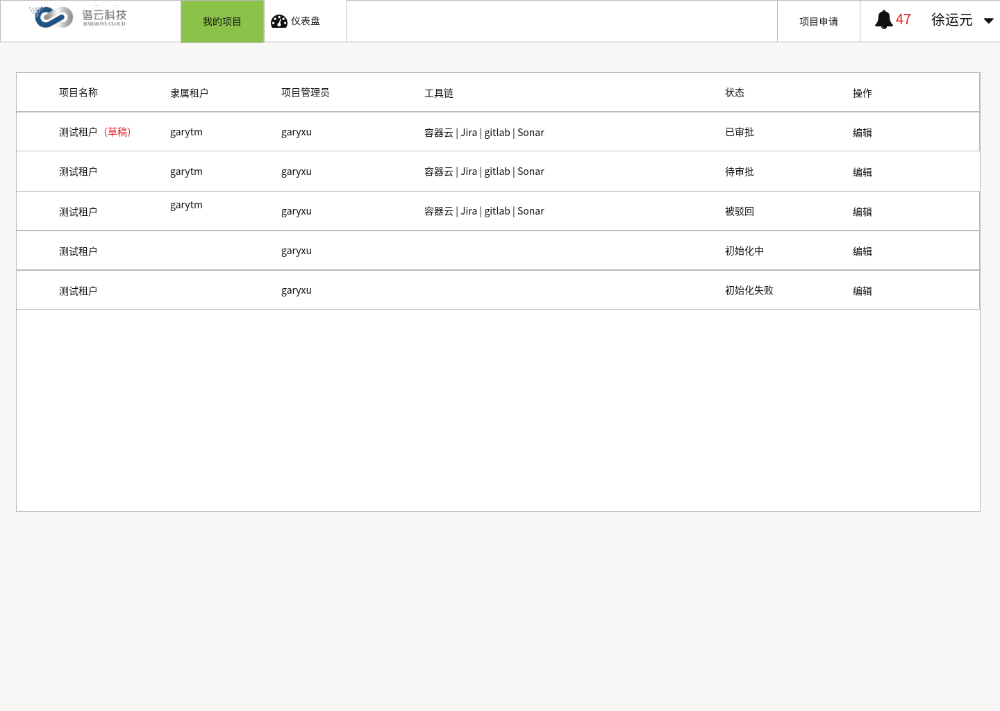 谐云科技
HARMONY CLOUD
我的项目
仪表盘
项目申请
47
徐运元
项目名称 隶属租户 项目管理员 工具链 状态 操作
测试租户（草稿） garytm garyxu 容器云 | Jira | gitlab | Sonar 已审批 编辑
测试租户 garytm garyxu 容器云 | Jira | gitlab | Sonar 待审批 编辑
测试租户 garytm garyxu 容器云 | Jira | gitlab | Sonar 被驳回 编辑
测试租户 garyxu 初始化中 编辑
测试租户 garyxu 初始化失败 编辑